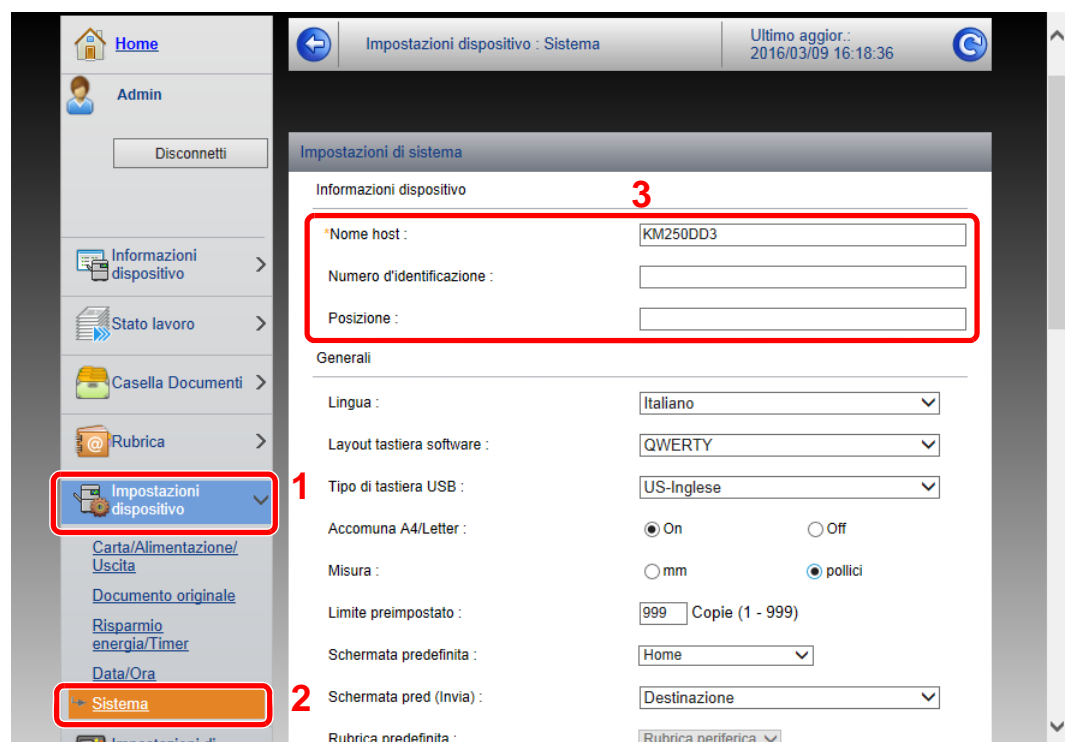 Home
Impostazioni dispositivo : Sistema
Ultimo aggior.:
2016/03/09 16:18:36
Admin
Disconnetti
Informazioni
dispositivo
Stato lavoro
Casella Documenti
Rubrica
1
Impostazioni
dispositivo
Carta/Alimentazione/
Uscita
Documento originale
Risparmio
energia/Timer
Data/Ora
2
Sistema
Impostazioni di
Impostazioni di sistema
Informazioni dispositivo
3
*Nome host : KM250DD3
Numero d'identificazione :
Posizione :
Generali
Lingua : Italiano
Layout tastiera software : QWERTY
Tipo di tastiera USB : US-Inglese
Accomuna A4/Letter : On Off
Misura : mm pollici
Limite preimpostato : 999 Copie (1 - 999)
Schermata predefinita : Home
Schermata pred (Invia) : Destinazione
Rubrica predefinita : Rubrica periferica